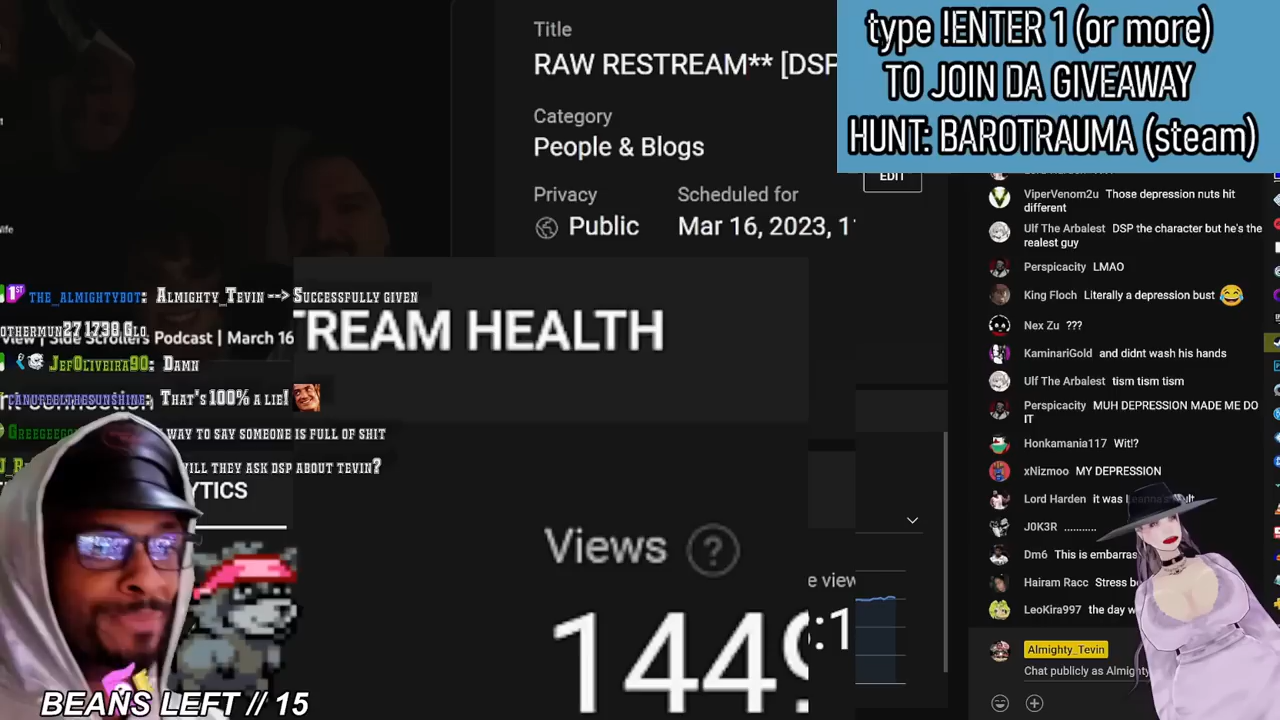 Title
RAW RESTREAM** [DSP
Category
People & Blogs
Privacy
Scheduled for
Public
Mar 16, 2023, 1
type !ENTER 1 (or more)
TO JOIN DA GIVEAWAY
HUNT: BAROTRAUMA (steam)
EDIT
THE_ALMIGHTYBOT: ALMIGHTY_TEVIN --> SUCCESSFULLY GIVEN
Podcast | March 16
JEFOLIVEIRA90: DAMN
CANUFEELTHESUNSHINE: THAT'S 100% A LIE!
WAY TO SAY SOMEONE IS FULL OF SHIT
WILL THEY ASK DSP ABOUT TEVIN?
YTICS
TREAM HEALTH
Views
1449
e view
:1
BEANS LEFT // 15
ViperVenom2u Those depression nuts hit
different
Ulf The Arbalest DSP the character but he's the
realest guy
Perspicacity LMAO
King Floch Literally a depression bust 😂
Nex Zu ???
KaminariGold and didnt wash his hands
Ulf The Arbalest tism tism tism
Perspicacity MUH DEPRESSION MADE ME DO
IT
Honkamania117 Wit!?
xNizmoo MY DEPRESSION
Lord Harden it was
J0K3R ...........
Dm6 This is embarras
Hairam Racc Stress b
LeoKira997 the day w
Almighty_Tevin
Chat publicly as Almighty